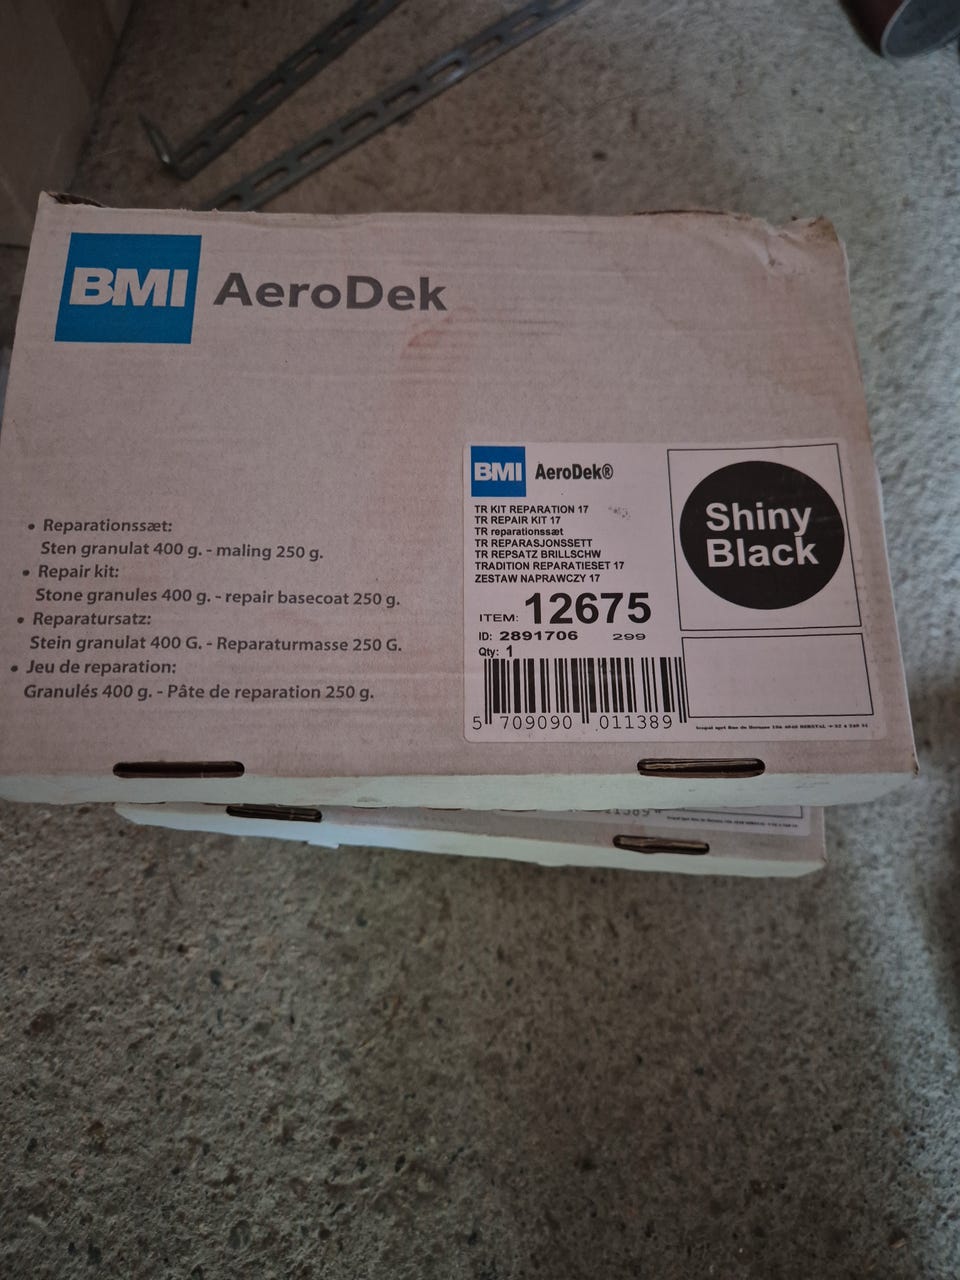 BMI AeroDek
• Reparationssæt:
Sten granulat 400 g. - maling 250 g.
• Repair kit:
Stone granules 400 g. - repair basecoat 250 g.
• Reparatursatz:
Stein granulat 400 G. - Reparaturmasse 250 G.
• Jeu de reparation:
Granulés 400 g. - Pâte de reparation 250 g.
BMI AeroDek®
TR KIT REPARATION 17
TR REPAIR KIT 17
TR reparationssæt
TR REPARASJONSSETT
TR REPSATZ BRILLSCHW
TRADITION REPARATIESET 17
ZESTAW NAPRAWCZY 17
ITEM: 12675
ID: 2891706 299
Qty: 1
5 709090 011389
Shiny
Black
11389